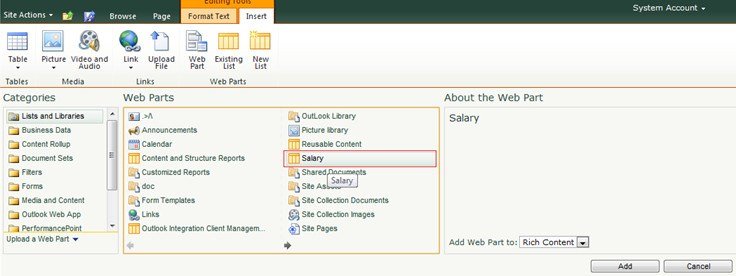 Editing Tools
System Account
Site Actions
Browse
Page
Format Text
Insert
Table
Picture
Video and Audio
Link
Upload File
Web Part
Existing List
New List
Tables
Media
Links
Web Parts
Categories
Lists and Libraries
Business Data
Content Rollup
Document Sets
Filters
Forms
Media and Content
Outlook Web App
PerformancePoint
Upload a Web Part
Web Parts
Announcements
Calendar
Content and Structure Reports
Customized Reports
doc
Form Templates
Links
Outlook Integration Client Managem...
OutLook Library
Picture library
Reusable Content
Salary
Shared Documents
Salary
Site Assets
Site Collection Documents
Site Collection Images
Site Pages
About the Web Part
Salary
Add Web Part to: Rich Content
Add
Cancel